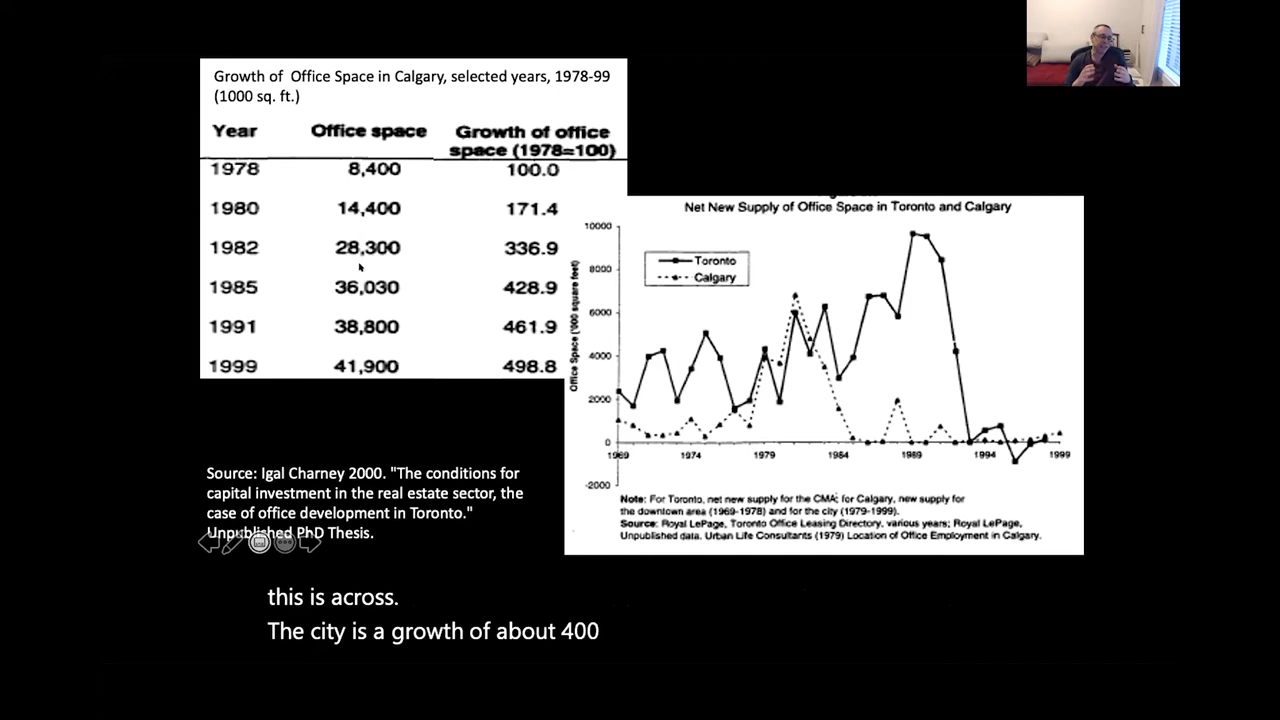 Growth of Office Space in Calgary, selected years, 1978-99
(1000 sq. ft.)
Year Office space Growth of office
space (1978=100)
1978 8,400 100.0
1980 14,400 171.4
1982 28,300 336.9
1985 36,030 428.9
1991 38,800 461.9
1999 41,900 498.8
Net New Supply of Office Space in Toronto and Calgary
Office Space ('000 square feet)
10000
8000
6000
4000
2000
0
-2000
Toronto
Calgary
1969 1974 1979 1984 1989 1994 1999
Note: For Toronto, net new supply for the CMA; for Calgary, new supply for
the downtown area (1969-1978) and for the city (1979-1999).
Source: Royal LePage, Toronto Office Leasing Directory, various years; Royal LePage,
Unpublished data. Urban Life Consultants (1979) Location of Office Employment in Calgary.
Source: Igal Charney 2000. "The conditions for
capital investment in the real estate sector, the
case of office development in Toronto."
Unpublished PhD Thesis.
this is across.
The city is a growth of about 400